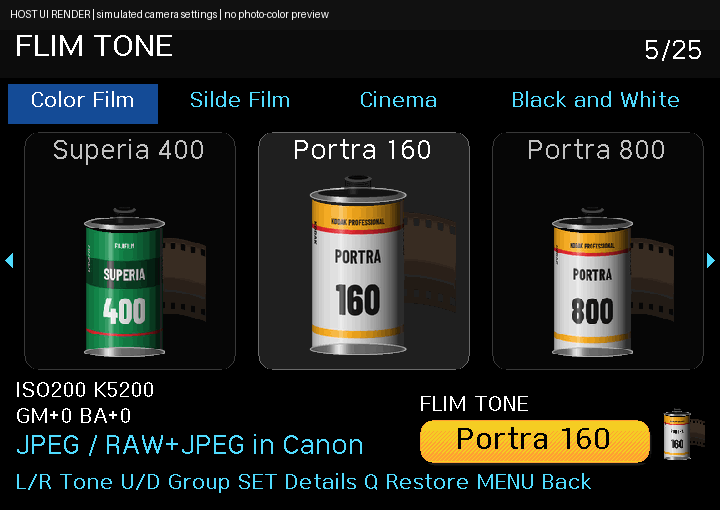 HOST UI RENDER | simulated camera settings | no photo-color preview
FLIM TONE
5/25
Color Film
Silde Film
Cinema
Black and White
Superia 400
Portra 160
Portra 800
FUJIFILM
SUPERIA
400
KODAK PROFESSIONAL
KODAK
PORTRA
160
KODAK PROFESSIONAL
PORTRA
800
ISO200 K5200
GM+0 BA+0
JPEG / RAW+JPEG in Canon
FLIM TONE
Portra 160
160
L/R Tone U/D Group SET Details Q Restore MENU Back